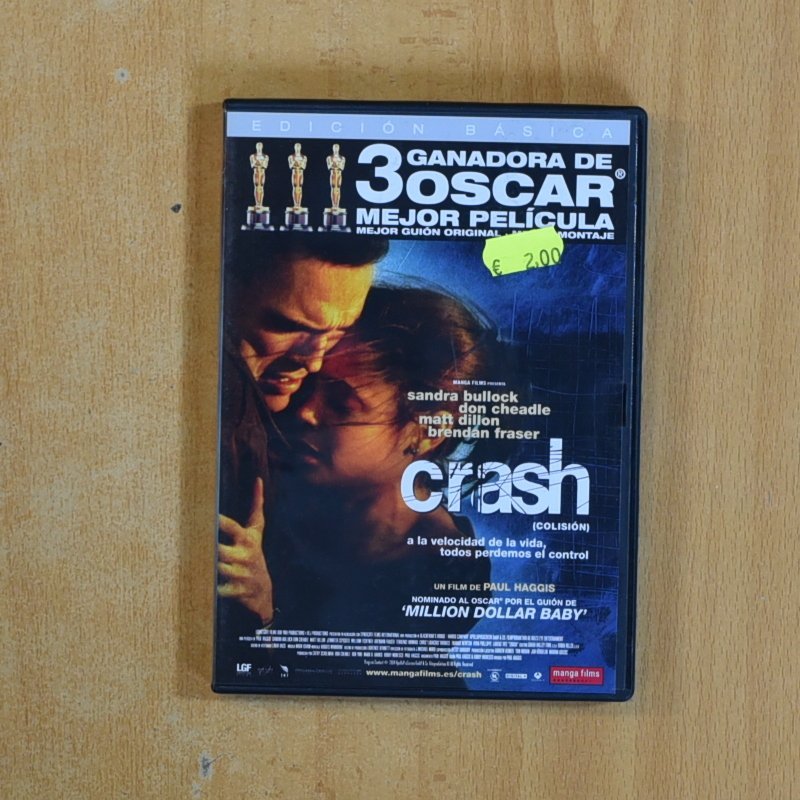 EDICIÓN BÁSICA
3 GANADORA DE
OSCAR®
MEJOR PELÍCULA
MEJOR GUIÓN ORIGINAL · MONTAJE
€ 2,00
MANGA FILMS PRESENTA
sandra bullock
don cheadle
matt dillon
brendan fraser
crash
(COLISIÓN)
a la velocidad de la vida,
todos perdemos el control
UN FILM DE PAUL HAGGIS
NOMINADO AL OSCAR® POR EL GUIÓN DE
‘MILLION DOLLAR BABY’
LGF
www.mangafilms.es/crash
manga films